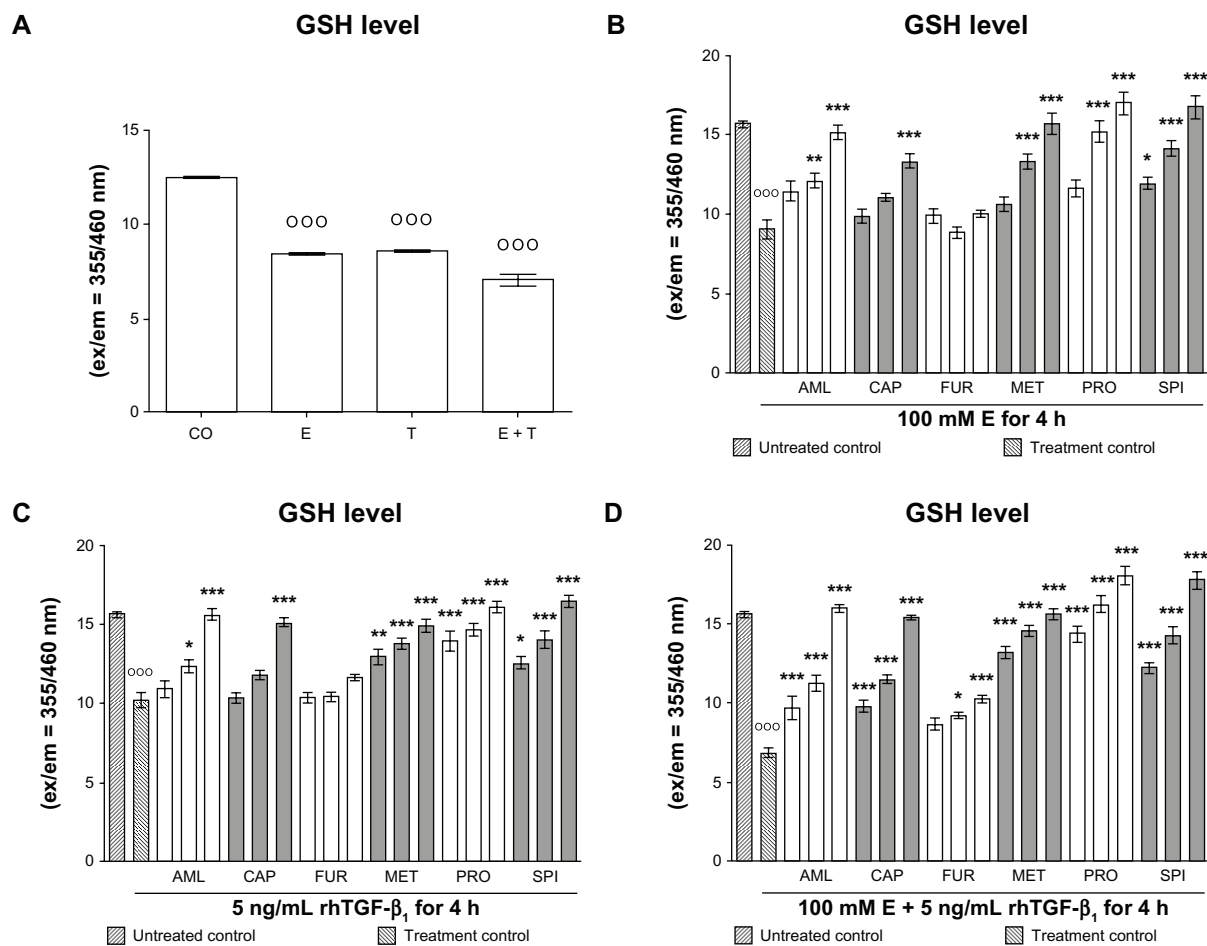 A
GSH level
(ex/em = 355/460 nm)
15
10
5
0
ooo
ooo
ooo
CO
E
T
E + T
B
GSH level
(ex/em = 355/460 nm)
20
15
10
5
0
ooo
**
***
***
***
***
***
***
*
***
***
AML
CAP
FUR
MET
PRO
SPI
100 mM E for 4 h
Untreated control
Treatment control
C
GSH level
(ex/em = 355/460 nm)
20
15
10
5
0
ooo
*
***
***
**
***
***
***
***
***
*
***
***
AML
CAP
FUR
MET
PRO
SPI
5 ng/mL rhTGF-β₁ for 4 h
Untreated control
Treatment control
D
GSH level
(ex/em = 355/460 nm)
20
15
10
5
0
ooo
***
***
***
***
***
***
*
***
***
***
***
***
***
***
***
***
***
AML
CAP
FUR
MET
PRO
SPI
100 mM E + 5 ng/mL rhTGF-β₁ for 4 h
Untreated control
Treatment control